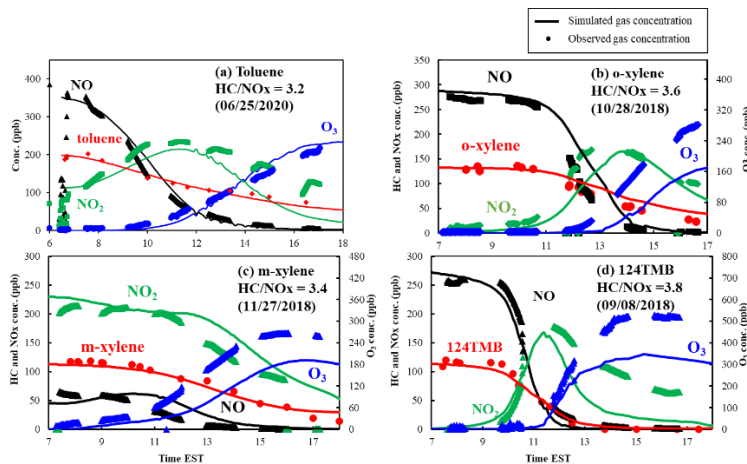 Simulated gas concentration
Observed gas concentration
(a) Toluene
HC/NOx = 3.2
(06/25/2020)
NO
toluene
NO2
O3
Conc. (ppb)
400
300
200
100
0
6 8 10 12 14 16 18
(b) o-xylene
HC/NOx = 3.6
(10/28/2018)
NO
o-xylene
NO2
O3
HC and NOx conc. (ppb)
350
300
250
200
150
100
50
0
360
270
180
90
0
O3 conc. (ppb)
7 9 11 13 15 17
(c) m-xylene
HC/NOx = 3.4
(11/27/2018)
NO2
m-xylene
NO
O3
HC and NOx conc. (ppb)
300
250
200
150
100
50
0
480
420
360
300
240
180
120
60
0
O3 conc. (ppb)
7 9 11 13 15 17
Time EST
(d) 124TMB
HC/NOx =3.8
(09/08/2018)
NO
124TMB
NO2
O3
HC and NOx conc. (ppb)
300
250
200
150
100
50
0
800
700
600
500
400
300
200
100
0
O3 conc. (ppb)
7 9 11 13 15 17
Time EST